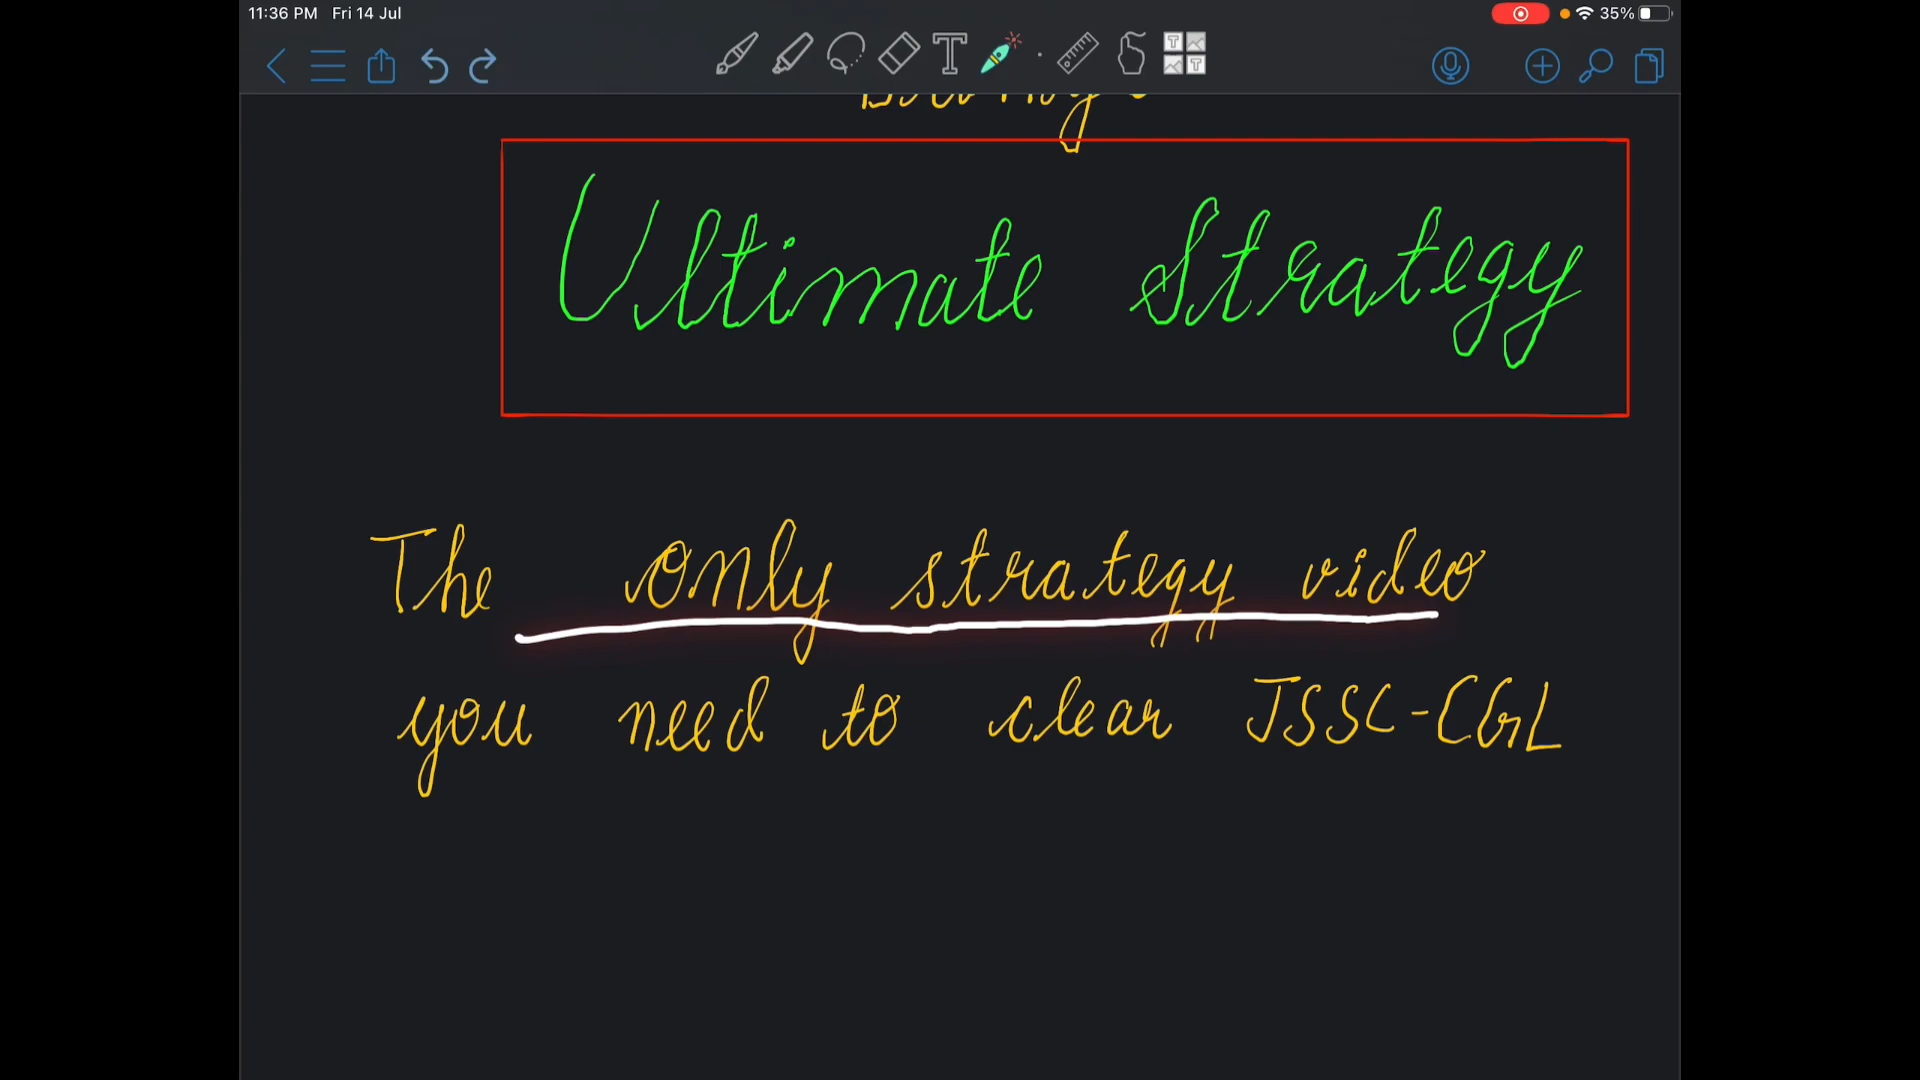 11:36 PM Fri 14 Jul 35%
Ultimate Strategy
The only strategy video
you need to clear JSSC-CGL